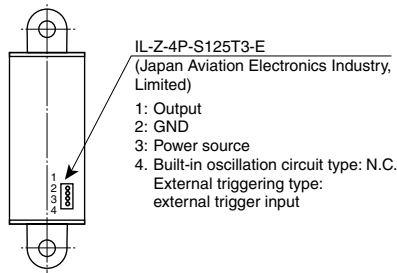 IL-Z-4P-S125T3-E
(Japan Aviation Electronics Industry,
Limited)
1: Output
2: GND
3: Power source
4. Built-in oscillation circuit type: N.C.
External triggering type:
external trigger input
1
2
3
4